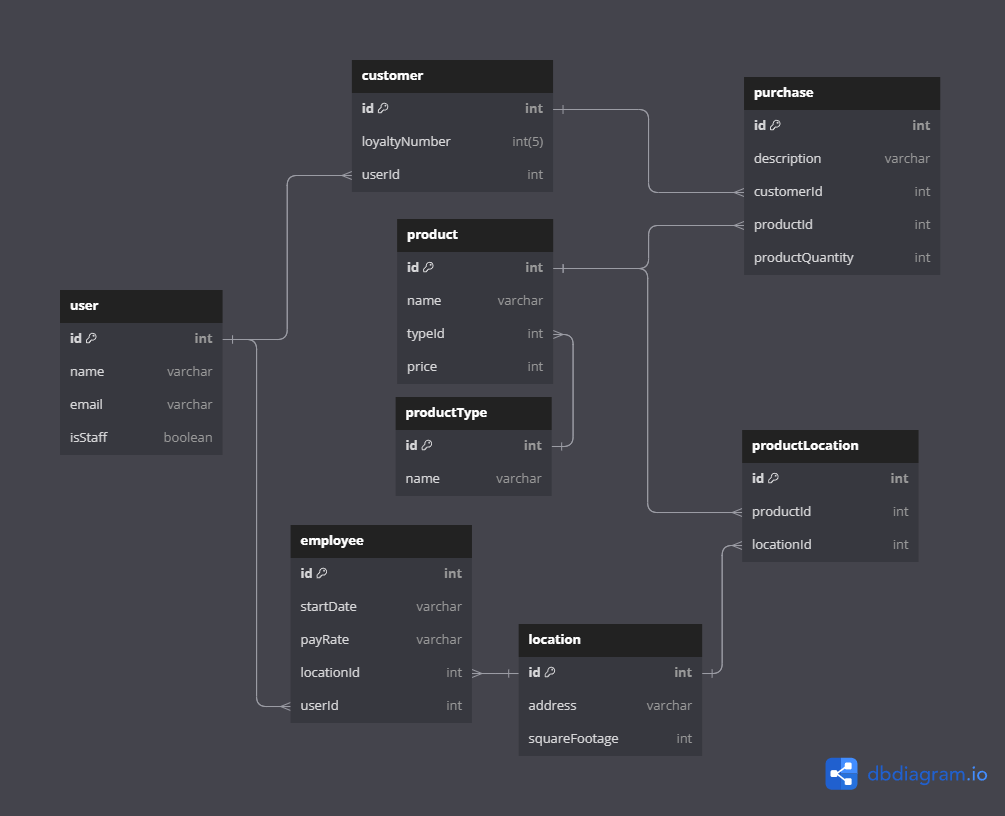 customer
id int
loyaltyNumber int(5)
userId int
purchase
id int
description varchar
customerId int
productId int
productQuantity int
product
id int
name varchar
typeId int
price int
user
id int
name varchar
email varchar
isStaff boolean
productType
id int
name varchar
productLocation
id int
productId int
locationId int
employee
id int
startDate varchar
payRate varchar
locationId int
userId int
location
id int
address varchar
squareFootage int
dbdiagram.io